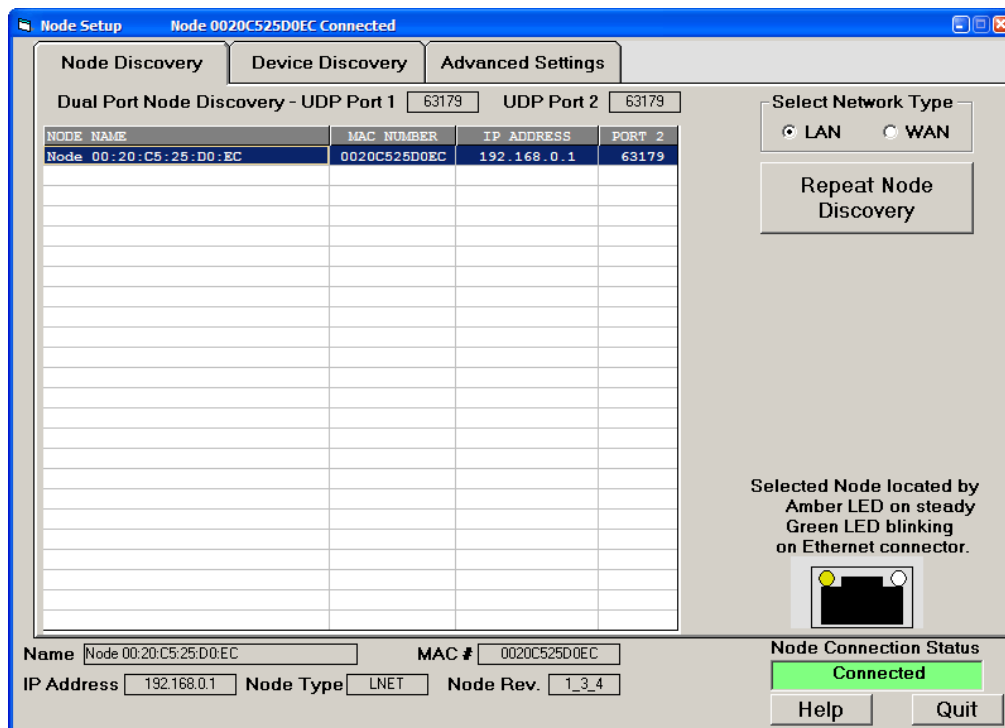 Node Setup Node 0020C525D0EC Connected
Node Discovery Device Discovery Advanced Settings
Dual Port Node Discovery - UDP Port 1 63179 UDP Port 2 63179
Select Network Type
LAN WAN
NODE NAME MAC NUMBER IP ADDRESS PORT 2
Node 00:20:C5:25:D0:EC 0020C525D0EC 192.168.0.1 63179
Repeat Node
Discovery
Selected Node located by
Amber LED on steady
Green LED blinking
on Ethernet connector.
Name Node 00:20:C5:25:D0:EC MAC # 0020C525D0EC
Node Connection Status
Connected
IP Address 192.168.0.1 Node Type LNET Node Rev. 1_3_4
Help Quit